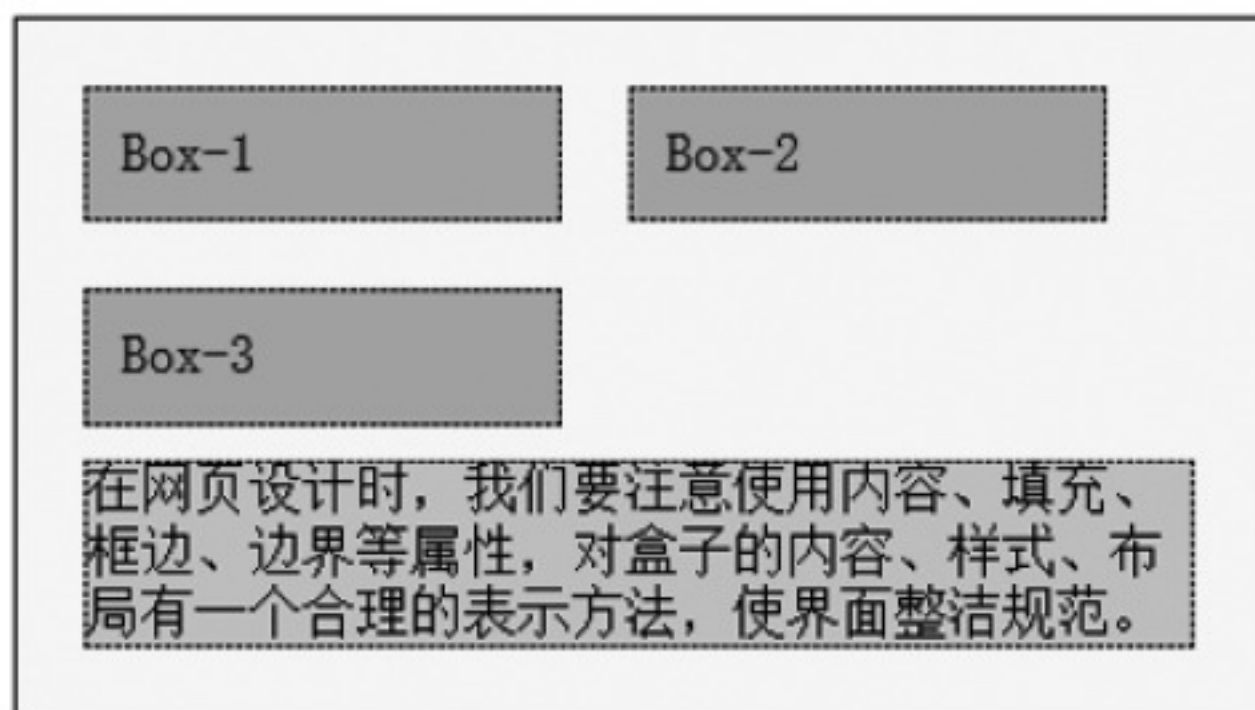 Box-1
Box-2
Box-3
在网页设计时，我们要注意使用内容、填充、
框边、边界等属性，对盒子的内容、样式、布
局有一个合理的表示方法，使界面整洁规范。